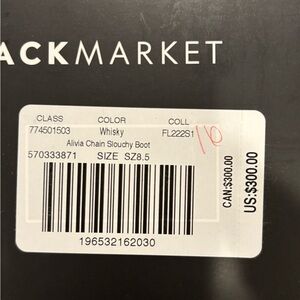 ACKMARKET
CLASS COLOR COLL
774501503 Whisky FL222S1
Alivia Chain Slouchy Boot
570333871 SIZE SZ8.5
196532162030
16
CAN:$300.00
US:$300.00